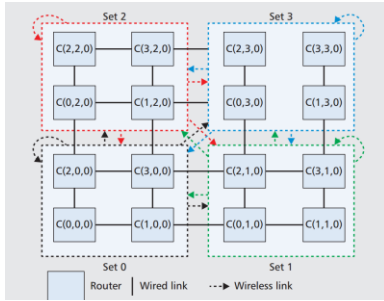 Set 2 Set 3
C(2,2,0) C(3,2,0) C(2,3,0) C(3,3,0)
C(0,2,0) C(1,2,0) C(0,3,0) C(1,3,0)
C(2,0,0) C(3,0,0) C(2,1,0) C(3,1,0)
C(0,0,0) C(1,0,0) C(0,1,0) C(1,1,0)
Set 0 Set 1
Router Wired link Wireless link